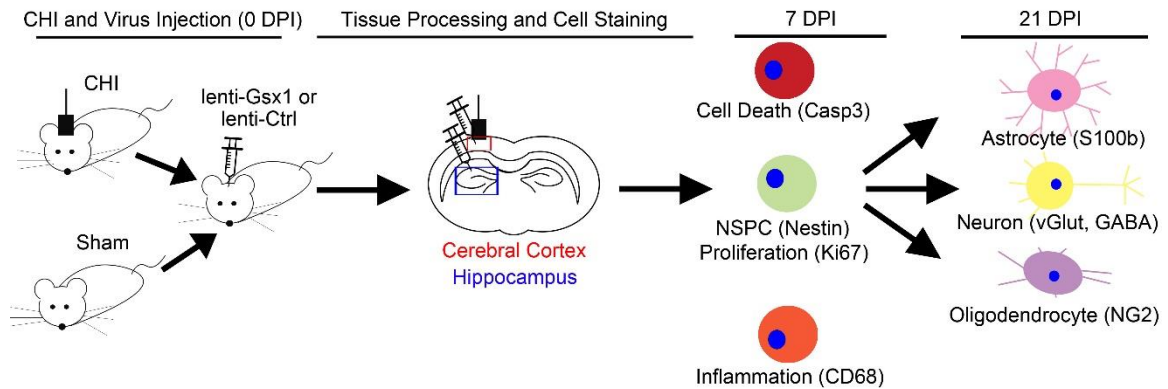 CHI and Virus Injection (0 DPI)
Tissue Processing and Cell Staining
7 DPI
21 DPI
CHI
lenti-Gsx1 or
lenti-Ctrl
Sham
Cerebral Cortex
Hippocampus
Cell Death (Casp3)
NSPC (Nestin)
Proliferation (Ki67)
Inflammation (CD68)
Astrocyte (S100b)
Neuron (vGlut, GABA)
Oligodendrocyte (NG2)